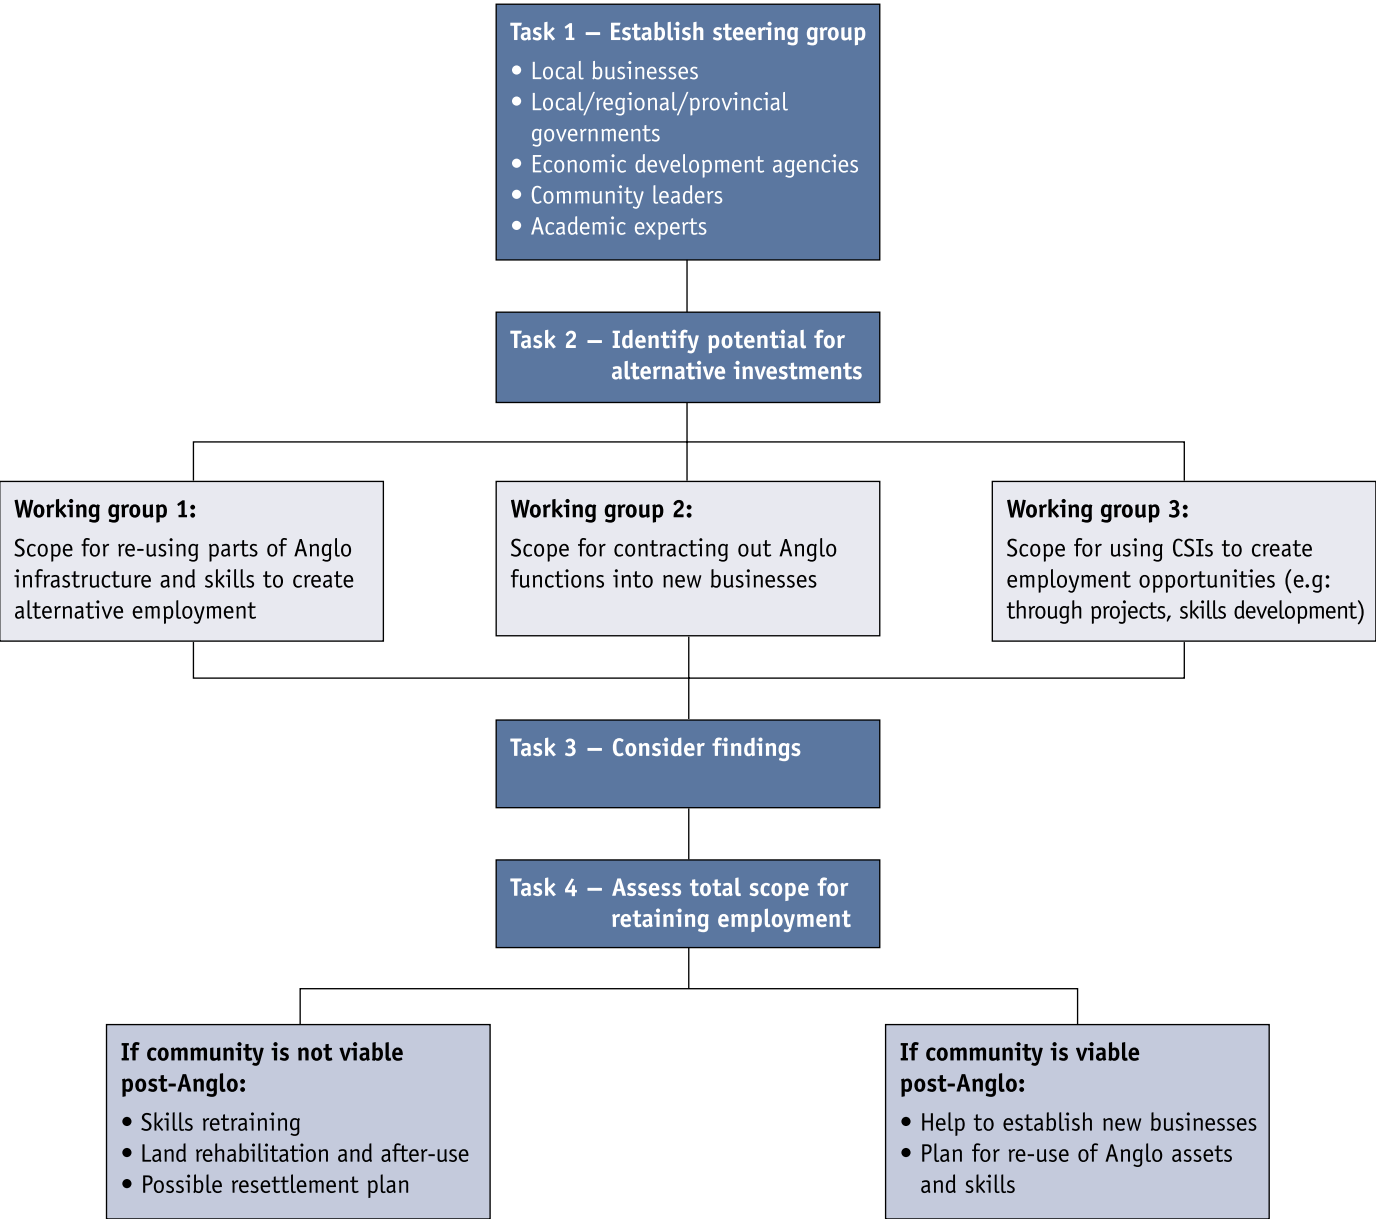 Task 1 – Establish steering group
• Local businesses
• Local/regional/provincial
governments
• Economic development agencies
• Community leaders
• Academic experts
Task 2 – Identify potential for
alternative investments
Working group 1:
Scope for re-using parts of Anglo
infrastructure and skills to create
alternative employment
Working group 2:
Scope for contracting out Anglo
functions into new businesses
Working group 3:
Scope for using CSIs to create
employment opportunities (e.g:
through projects, skills development)
Task 3 – Consider findings
Task 4 – Assess total scope for
retaining employment
If community is not viable
post-Anglo:
• Skills retraining
• Land rehabilitation and after-use
• Possible resettlement plan
If community is viable
post-Anglo:
• Help to establish new businesses
• Plan for re-use of Anglo assets
and skills